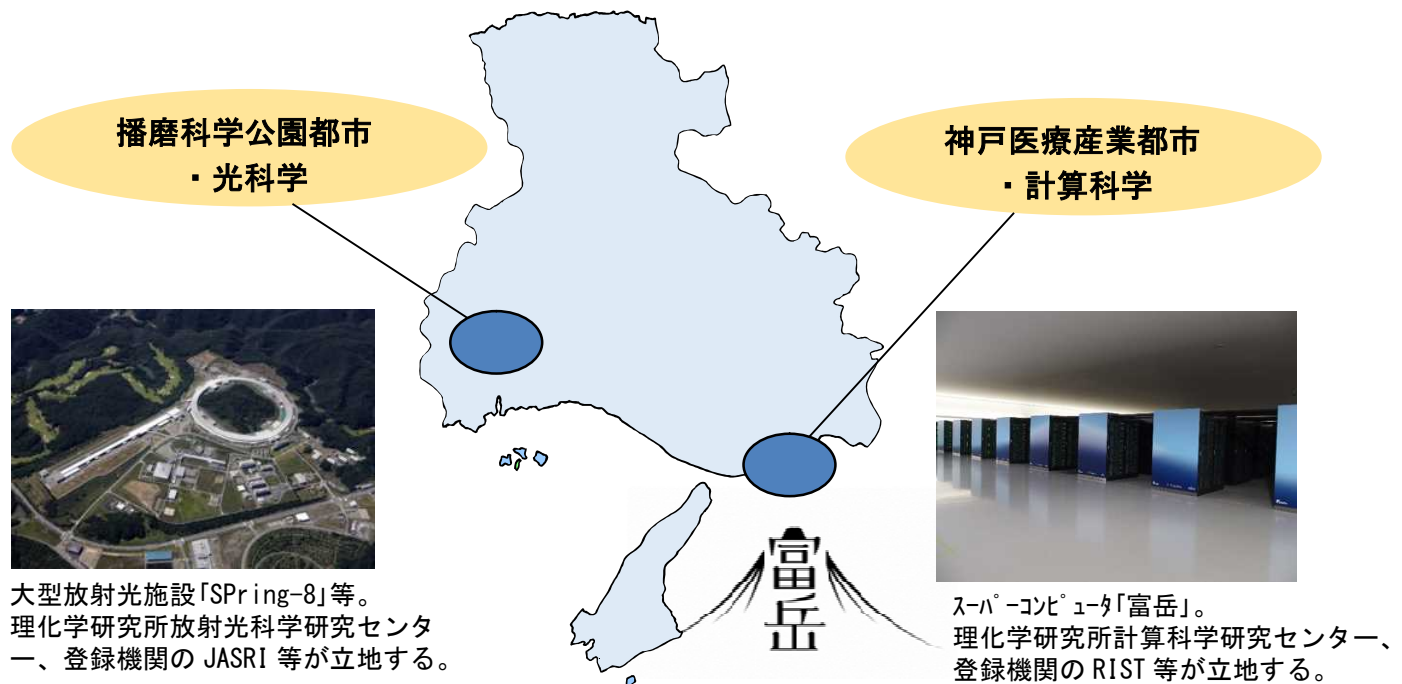 播磨科学公園都市
・光科学
神戸医療産業都市
・計算科学
大型放射光施設「SPring-8」等。
理化学研究所放射光科学研究センタ
ー、登録機関の JASRI 等が立地する。
富
岳
ｽｰﾊﾟｰｺﾝﾋﾟｭｰﾀ「富岳」。
理化学研究所計算科学研究センター、
登録機関の RIST 等が立地する。